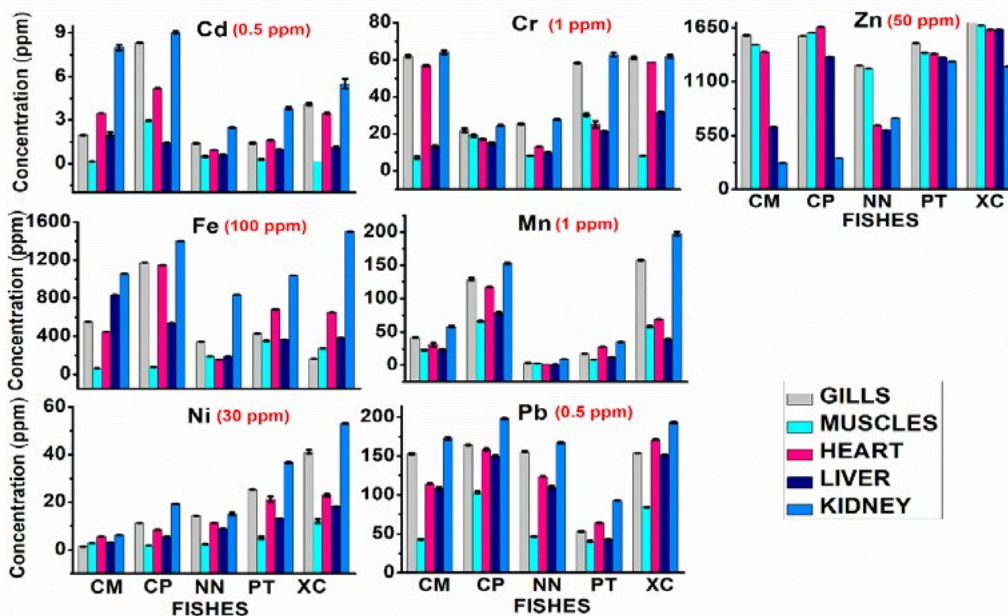 Cd (0.5 ppm)
Cr (1 ppm)
Zn (50 ppm)
Concentration (ppm)
9
6
3
0
80
60
40
20
0
1650
1100
550
0
CM CP NN PT XC
FISHES
Fe (100 ppm)
Mn (1 ppm)
Concentration (ppm)
1600
1200
800
400
0
200
150
100
50
0
Ni (30 ppm)
Pb (0.5 ppm)
Concentration (ppm)
60
40
20
0
200
150
100
50
0
CM CP NN PT XC
FISHES
CM CP NN PT XC
FISHES
GILLS
MUSCLES
HEART
LIVER
KIDNEY